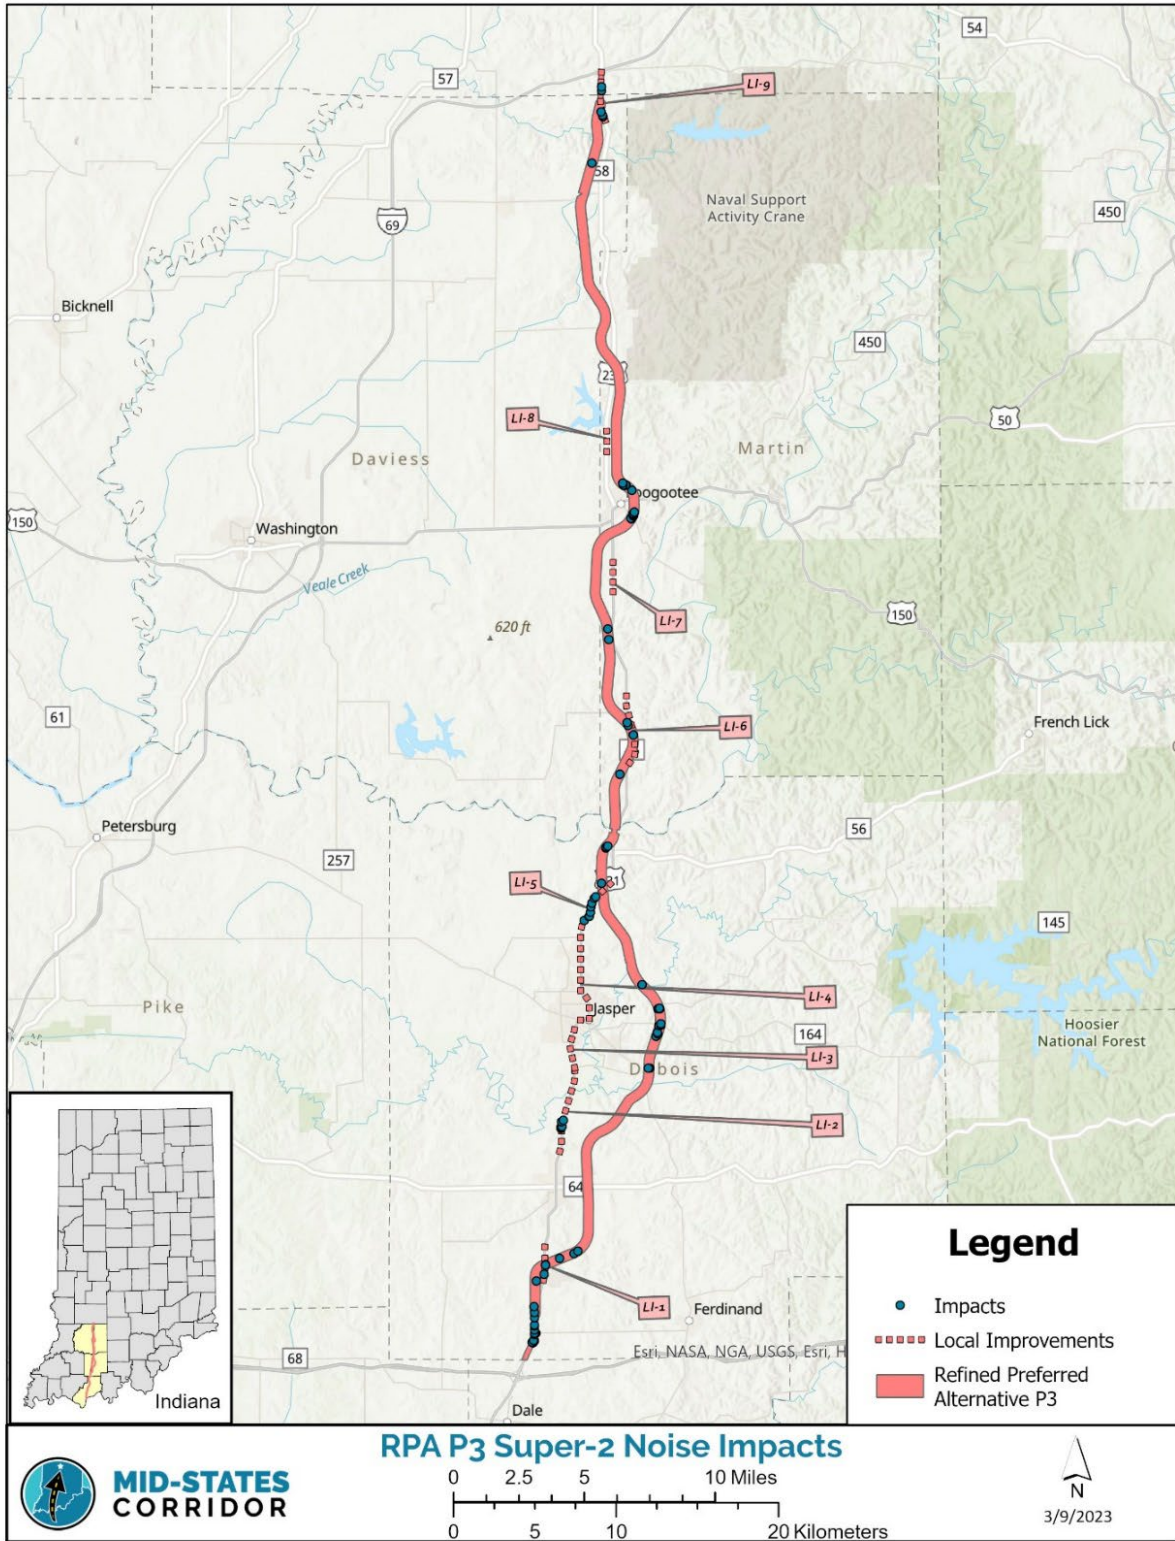 54
57
LI-9
58
Naval Support
Activity Crane
450
69
Bicknell
450
LI-8
50
Daviess
Martin
150
Washington
Veale Creek
LI-7
150
620 ft
61
French Lick
LI-6
Petersburg
56
257
LI-5
145
LI-4
Pike
Jasper
164
Hoosier
National Forest
LI-3
Dubois
LI-2
64
LI-1
Ferdinand
68
Esri, NASA, NGA, USGS, Esri, H
Dale
Indiana
Legend
Impacts
Local Improvements
Refined Preferred
Alternative P3
MID-STATES
CORRIDOR
RPA P3 Super-2 Noise Impacts
0 2.5 5 10 Miles
0 5 10 20 Kilometers
N
3/9/2023